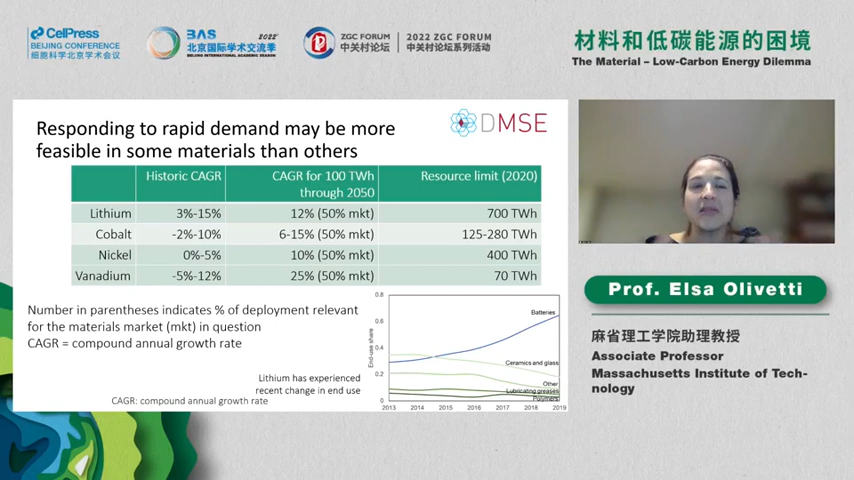 CellPress
BEIJING CONFERENCE
细胞科学北京学术会议
BAS 2022
北京国际学术交流季
BEIJING INTERNATIONAL ACADEMIC SEASON
ZGC FORUM
中关村论坛
2022 ZGC FORUM
中关村论坛系列活动
材料和低碳能源的困境
The Material – Low-Carbon Energy Dilemma
Responding to rapid demand may be more
feasible in some materials than others
DMSE
Historic CAGR CAGR for 100 TWh through 2050 Resource limit (2020)
Lithium 3%-15% 12% (50% mkt) 700 TWh
Cobalt -2%-10% 6-15% (50% mkt) 125-280 TWh
Nickel 0%-5% 10% (50% mkt) 400 TWh
Vanadium -5%-12% 25% (50% mkt) 70 TWh
Number in parentheses indicates % of deployment relevant
for the materials market (mkt) in question
CAGR = compound annual growth rate
Lithium has experienced
recent change in end use
CAGR: compound annual growth rate
End-use share
0.8
0.6
0.4
0.2
0
Batteries
Ceramics and glass
Other
Lubricating greases
Polymers
2013 2014 2015 2016 2017 2018 2019
Prof. Elsa Olivetti
麻省理工学院助理教授
Associate Professor
Massachusetts Institute of Tech-
nology